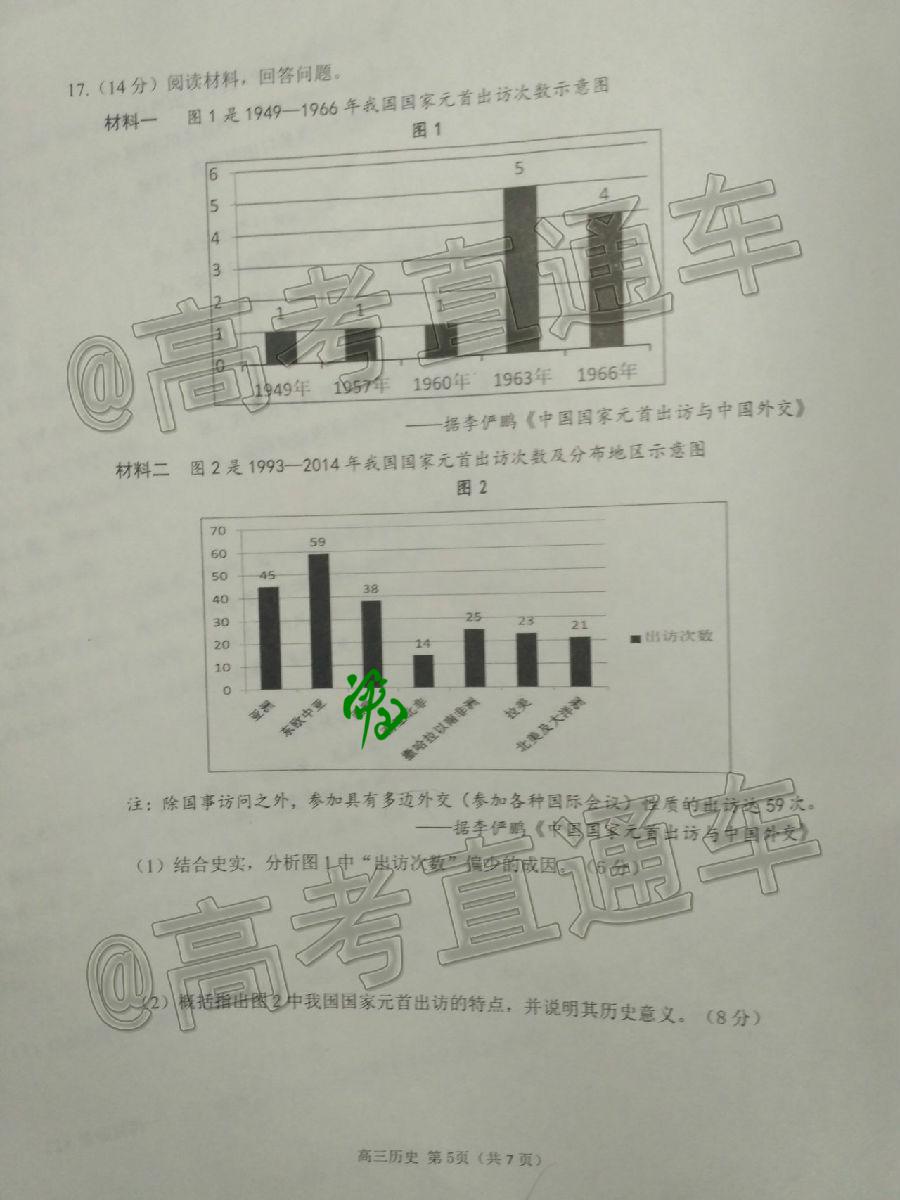 17.（14分）阅读材料，回答问题。
材料一 图1是1949—1966年我国国家元首出访次数示意图
图1
6
5
4
3
2
1
0
1
1
1
5
4
1949年 1957年 1960年 1963年 1966年
——据李俨鹏《中国国家元首出访与中国外交》
材料二 图2是1993—2014年我国国家元首出访次数及分布地区示意图
图2
70
60
50
40
30
20
10
0
45
59
38
14
25
23
21
亚洲
东欧中亚
北非
撒哈拉以南非洲
拉美
北美及大洋洲
出访次数
注：除国事访问之外，参加具有多边外交（参加各种国际会议）性质的出访达59次。
——据李俨鹏《中国国家元首出访与中国外交》
（1）结合史实，分析图1中“出访次数”偏少的成因。（6分）
（2）概括指出图2中我国国家元首出访的特点，并说明其历史意义。（8分）
高三历史 第5页（共7页）
@高考直通车
@高考直通车